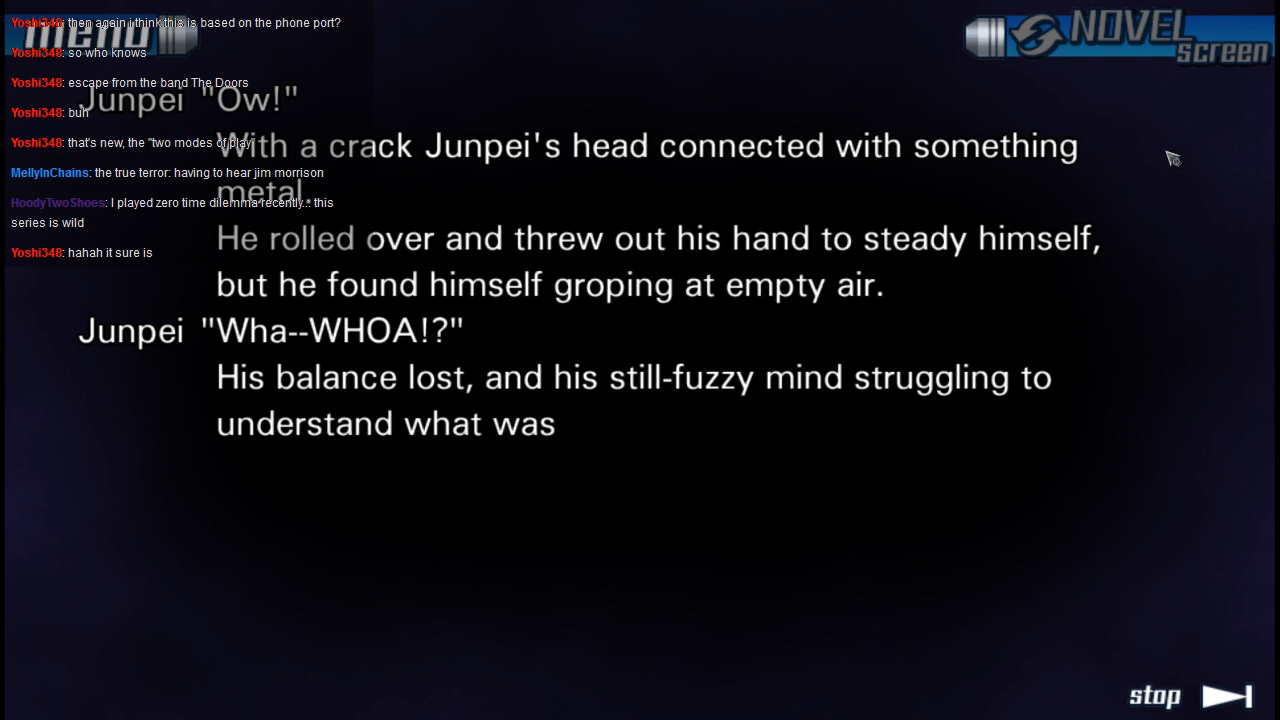 Yoshi348: then again i think this is based on the phone port?
menu
NOVEL
screen
Yoshi348: so who knows
Yoshi348: escape from the band The Doors
Junpei "Ow!"
Yoshi348: buh
Yoshi348: that's new, the "two modes of play"
With a crack Junpei's head connected with something
MellyInChains: the true terror: having to hear jim morrison
metal.
HoodyTwoShoes: I played zero time dilemma recently.. this
series is wild
He rolled over and threw out his hand to steady himself,
Yoshi348: hahah it sure is
but he found himself groping at empty air.
Junpei "Wha--WHOA!?"
His balance lost, and his still-fuzzy mind struggling to
understand what was
stop